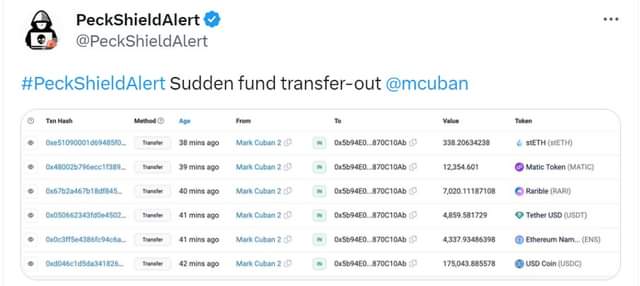 PeckShieldAlert
@PeckShieldAlert
#PeckShieldAlert Sudden fund transfer-out @mcuban
Txn Hash Method Age From To Value Token
0xe51090001d69485f0... Transfer 38 mins ago Mark Cuban 2 IN 0x5b94E0...870C10Ab 338.20634238 stETH (stETH)
0x48002b796ecc1f389... Transfer 39 mins ago Mark Cuban 2 IN 0x5b94E0...870C10Ab 12,354.601 Matic Token (MATIC)
0x67b2a467b18df845... Transfer 40 mins ago Mark Cuban 2 IN 0x5b94E0...870C10Ab 7,020.11187108 Rarible (RARI)
0x050662343fd0e4502... Transfer 41 mins ago Mark Cuban 2 IN 0x5b94E0...870C10Ab 4,859.581729 Tether USD (USDT)
0x0c3ff5e4386fc94c6a... Transfer 41 mins ago Mark Cuban 2 IN 0x5b94E0...870C10Ab 4,337.93486398 Ethereum Nam... (ENS)
0xd046c1d5da341826... Transfer 42 mins ago Mark Cuban 2 IN 0x5b94E0...870C10Ab 175,043.885578 USD Coin (USDC)